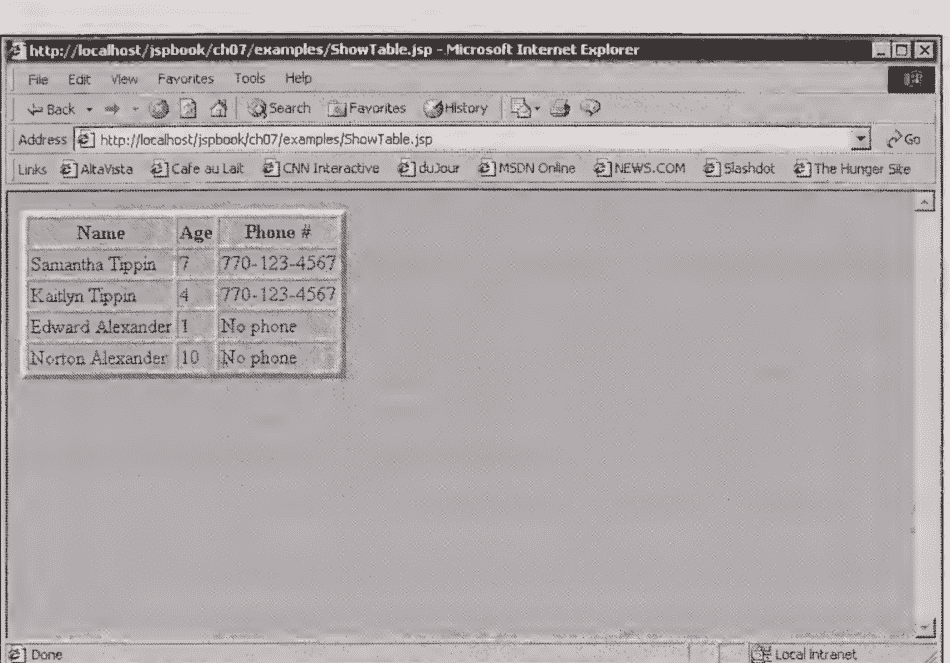 http://localhost/jspbook/ch07/examples/ShowTable.jsp - Microsoft Internet Explorer
File Edit View Favorites Tools Help
Back Search Favorites History
Address http://localhost/jspbook/ch07/examples/ShowTable.jsp Go
Links AltaVista Cafe au Lait CNN Interactive duJour MSDN Online NEWS.COM Slashdot The Hunger Site
Name Age Phone #
Samantha Tippin 7 770-123-4567
Kaitlyn Tippin 4 770-123-4567
Edward Alexander 1 No phone
Norton Alexander 10 No phone
Done Local intranet